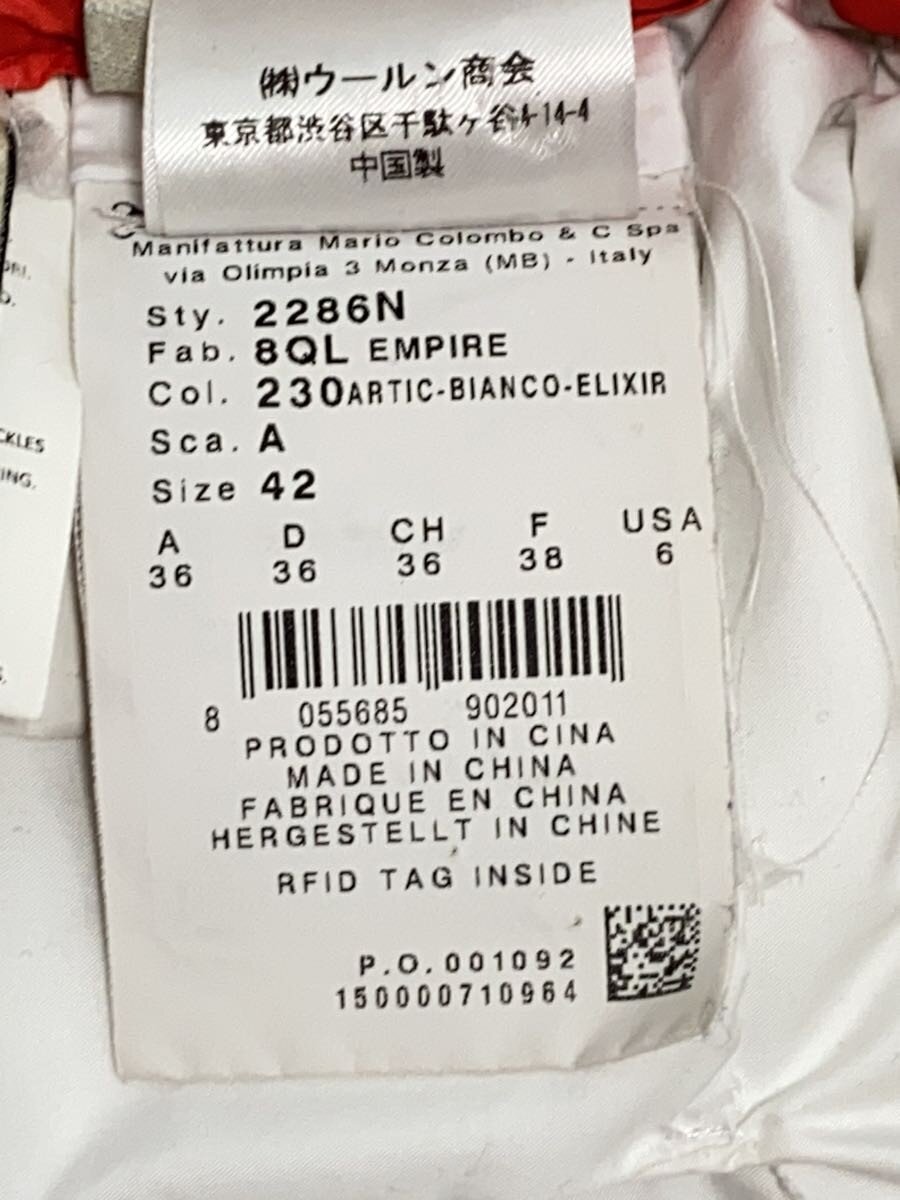 ㈱ウールン商会
東京都渋谷区千駄ヶ谷4-14-4
中国製
Manifattura Mario Colombo & C Spa
via Olimpia 3 Monza (MB) - Italy
Sty. 2286N
Fab. 8QL EMPIRE
Col. 230ARTIC-BIANCO-ELIXIR
Sca. A
Size 42
A D CH F USA
36 36 36 38 6
8 055685 902011
PRODOTTO IN CINA
MADE IN CHINA
FABRIQUE EN CHINA
HERGESTELLT IN CHINE
RFID TAG INSIDE
P.O.001092
150000710964